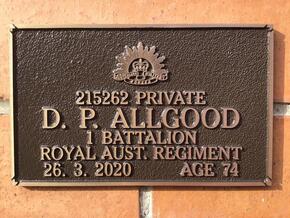 215262 PRIVATE
D. P. ALLGOOD
1 BATTALION
ROYAL AUST. REGIMENT
26. 3. 2020 AGE 74